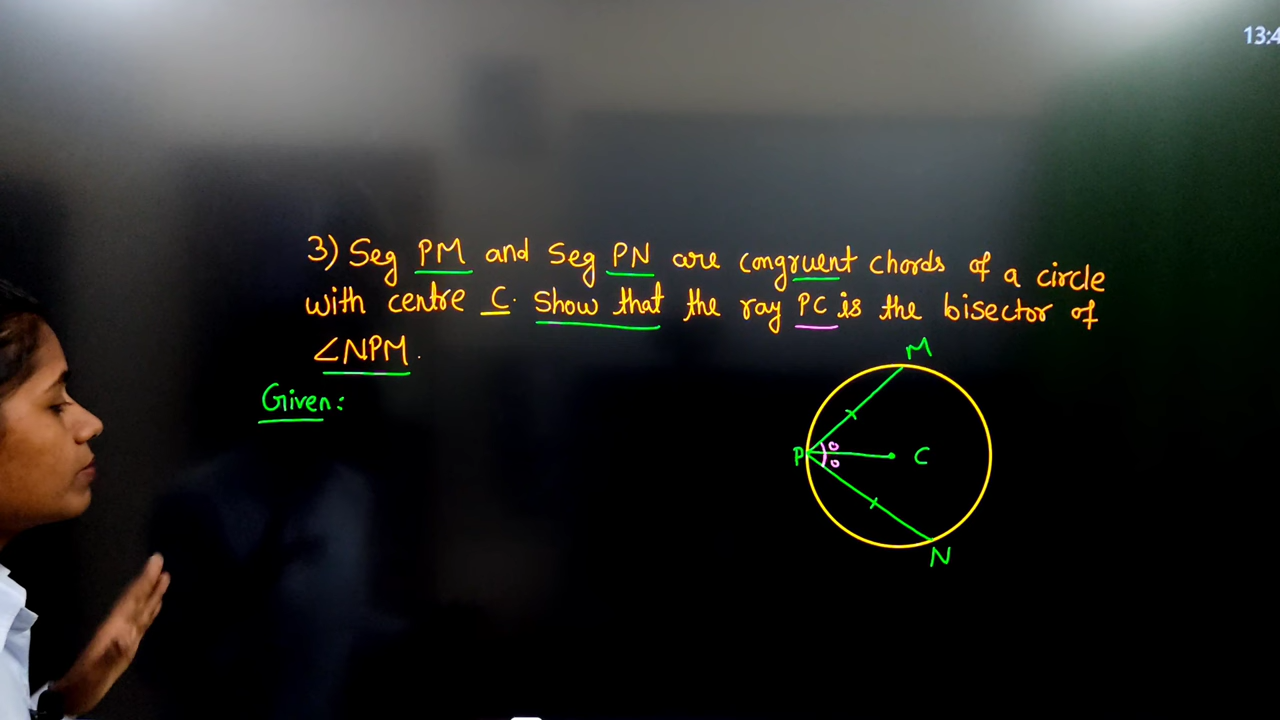 13:4
3) Seg PM and Seg PN are congruent chords of a circle
with centre C. Show that the ray PC is the bisector of
∠NPM.
Given:
M
P
C
N